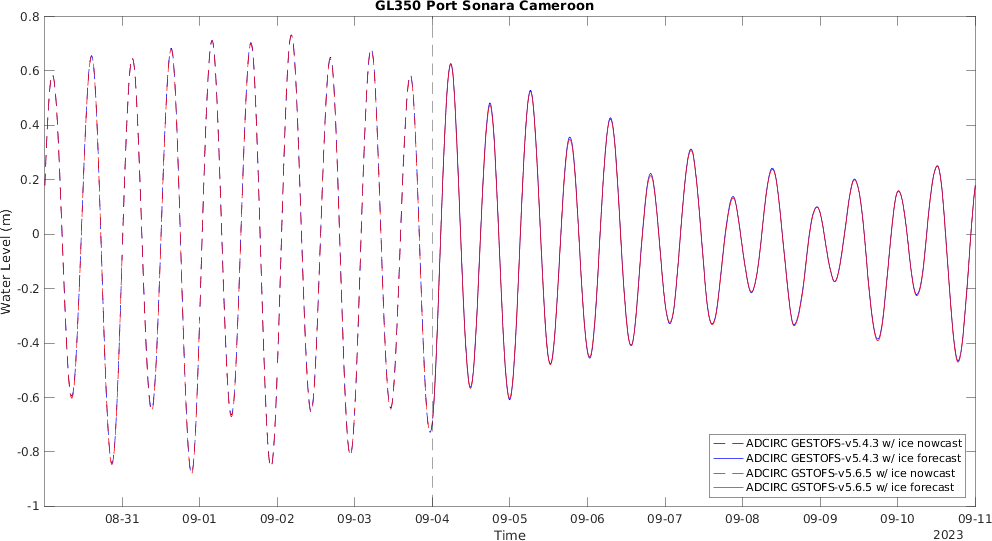 GL350 Port Sonara Cameroon
0.8
0.6
0.4
0.2
0
-0.2
-0.4
-0.6
-0.8
-1
Water Level (m)
ADCIRC GESTOFS-v5.4.3 w/ ice nowcast
ADCIRC GESTOFS-v5.4.3 w/ ice forecast
ADCIRC GSTOFS-v5.6.5 w/ ice nowcast
ADCIRC GSTOFS-v5.6.5 w/ ice forecast
08-31 09-01 09-02 09-03 09-04 09-05 09-06 09-07 09-08 09-09 09-10 09-11
Time
2023